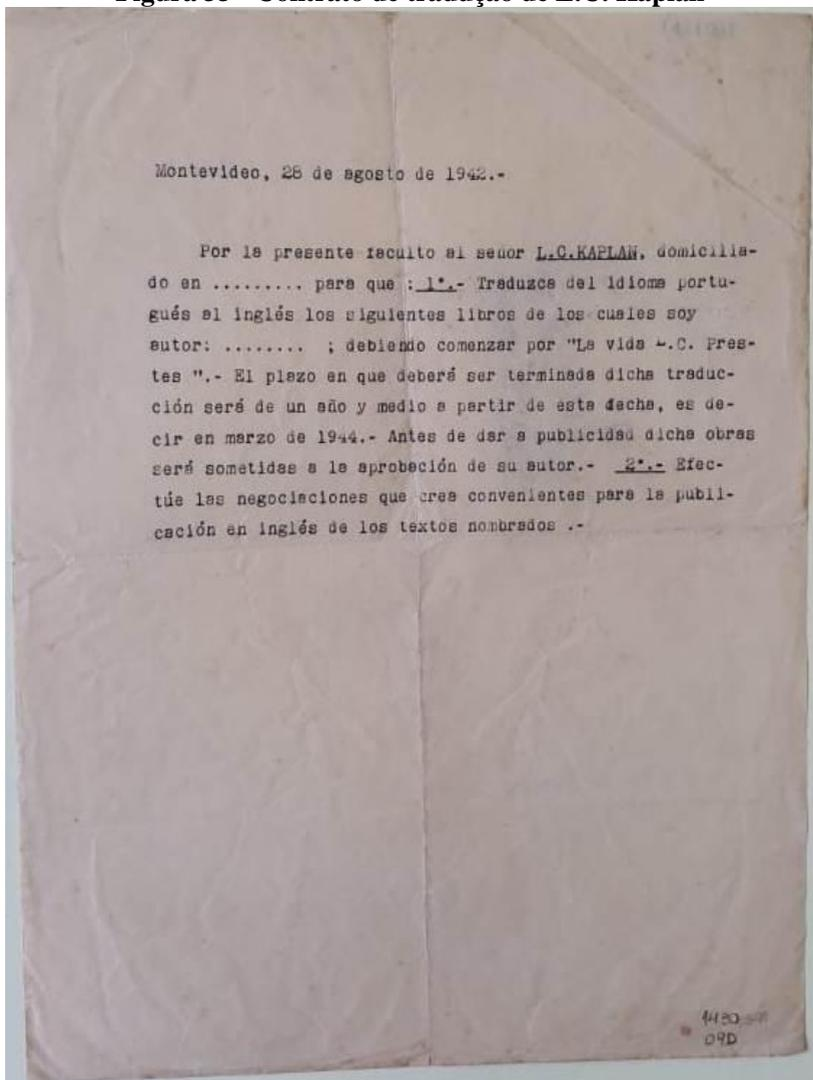 Montevideo, 28 de agosto de 1942.-
Por la presente faculto al señor L.C.KAPLAN, domicilia-
do en ......... para que : 1°.- Traduzca del idioma portu-
gués al inglés los siguientes libros de los cuales soy
autor: ........ ; debiendo comenzar por "La vida L.C. Pres-
tes ".- El plazo en que deberá ser terminada dicha traduc-
ción será de un año y medio a partir de esta fecha, es de-
cir en marzo de 1944.- Antes de dar a publicidad dicha obras
será sometidas a la aprobación de su autor.- 2°.- Efec-
túe las negociaciones que crea convenientes para la publi-
cación en inglés de los textos nombrados .-
1430
09D